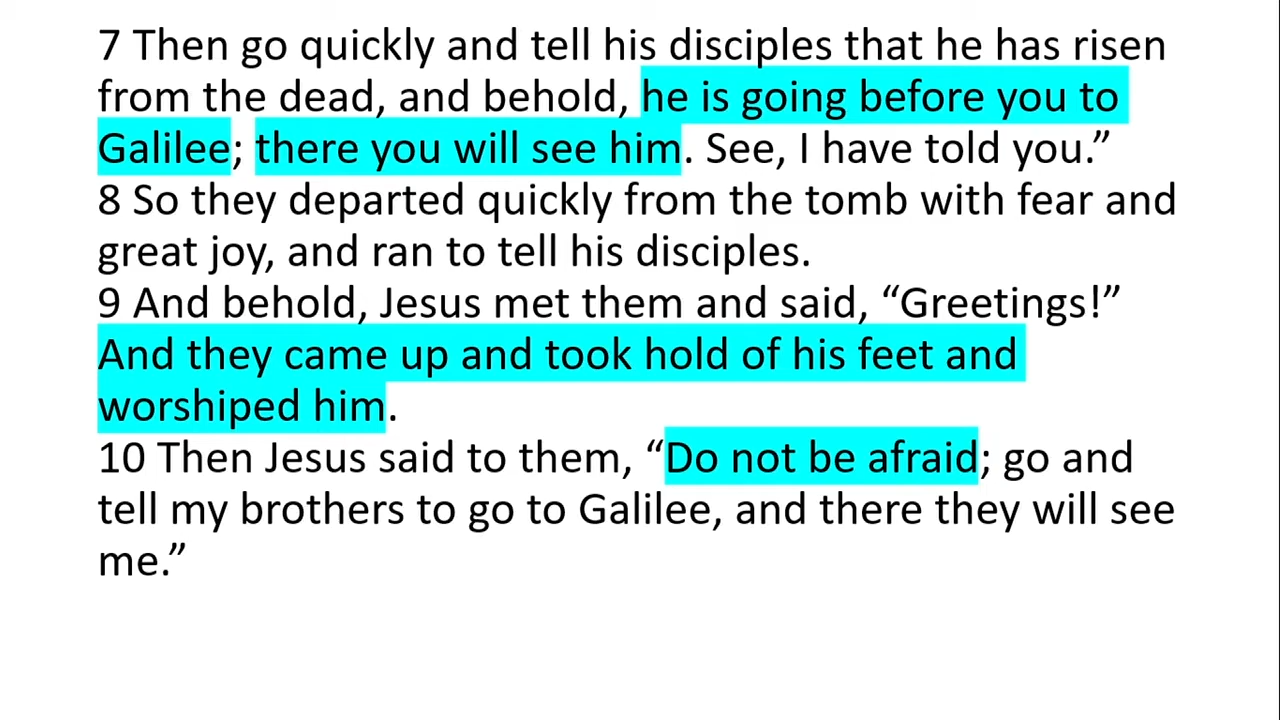 7 Then go quickly and tell his disciples that he has risen
from the dead, and behold, he is going before you to
Galilee; there you will see him. See, I have told you.”
8 So they departed quickly from the tomb with fear and
great joy, and ran to tell his disciples.
9 And behold, Jesus met them and said, “Greetings!”
And they came up and took hold of his feet and
worshiped him.
10 Then Jesus said to them, “Do not be afraid; go and
tell my brothers to go to Galilee, and there they will see
me.”